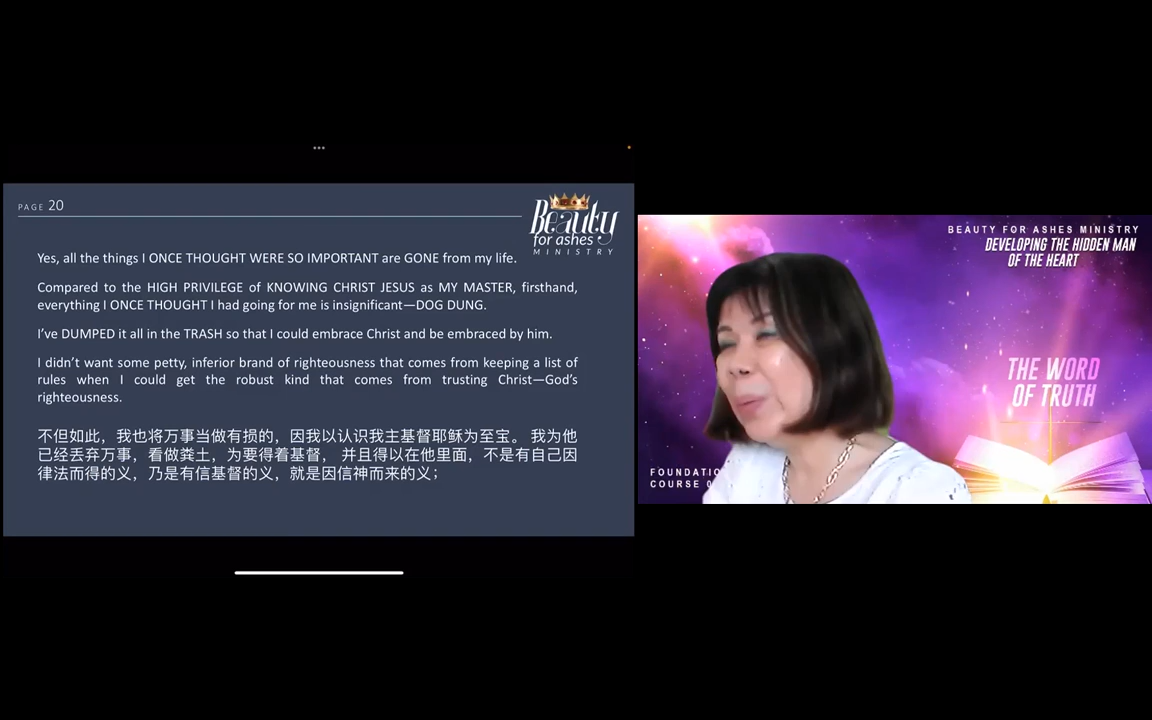 PAGE 20
Beauty
for ashes
MINISTRY
Yes, all the things I ONCE THOUGHT WERE SO IMPORTANT are GONE from my life.
Compared to the HIGH PRIVILEGE of KNOWING CHRIST JESUS as MY MASTER, firsthand,
everything I ONCE THOUGHT I had going for me is insignificant—DOG DUNG.
I’ve DUMPED it all in the TRASH so that I could embrace Christ and be embraced by him.
I didn’t want some petty, inferior brand of righteousness that comes from keeping a list of
rules when I could get the robust kind that comes from trusting Christ—God’s
righteousness.
不但如此，我也将万事当做有损的，因我以认识我主基督耶稣为至宝。 我为他
已经丢弃万事，看做粪土，为要得着基督， 并且得以在他里面，不是有自己因
律法而得的义，乃是有信基督的义，就是因信神而来的义；
BEAUTY FOR ASHES MINISTRY
DEVELOPING THE HIDDEN MAN
OF THE HEART
THE WORD
OF TRUTH
COURSE